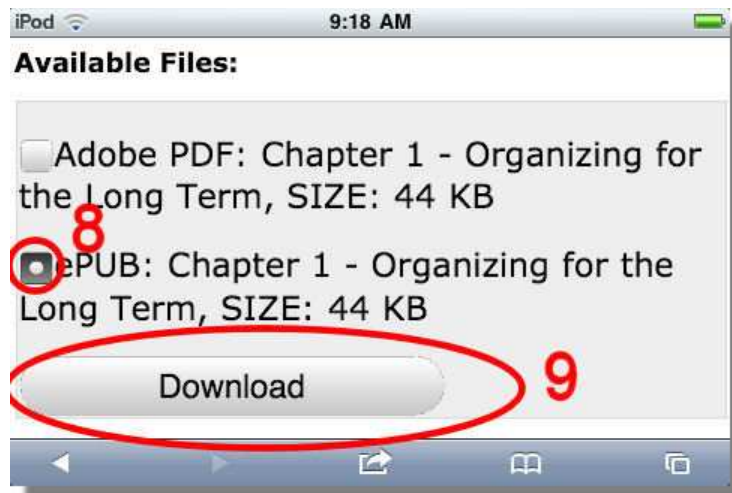 iPod 9:18 AM
Available Files:
Adobe PDF: Chapter 1 - Organizing for
the Long Term, SIZE: 44 KB
8
ePUB: Chapter 1 - Organizing for the
Long Term, SIZE: 44 KB
Download 9